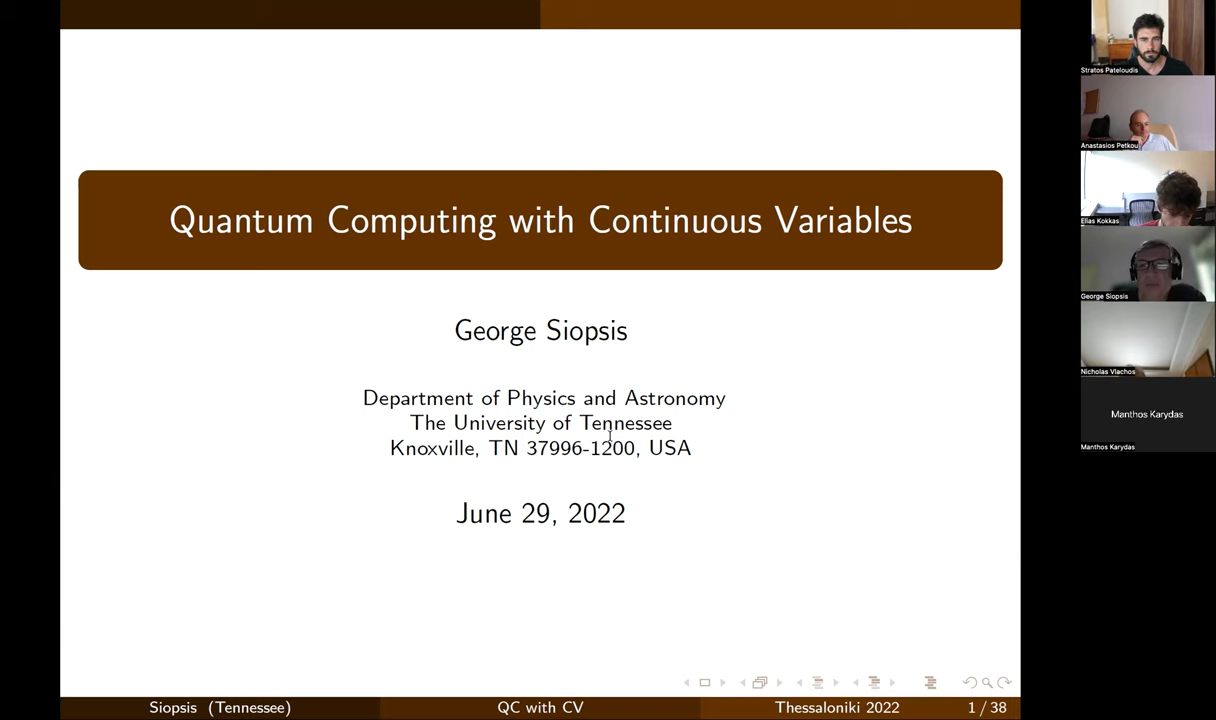 Quantum Computing with Continuous Variables
George Siopsis
Department of Physics and Astronomy
The University of Tennessee
Knoxville, TN 37996-1200, USA
June 29, 2022
Siopsis (Tennessee)
QC with CV
Thessaloniki 2022
1 / 38
Stratos Pateloudis
Anastasios Petkou
Elias Kokkas
George Siopsis
Nicholas Vlachos
Manthos Karydas
Manthos Karydas